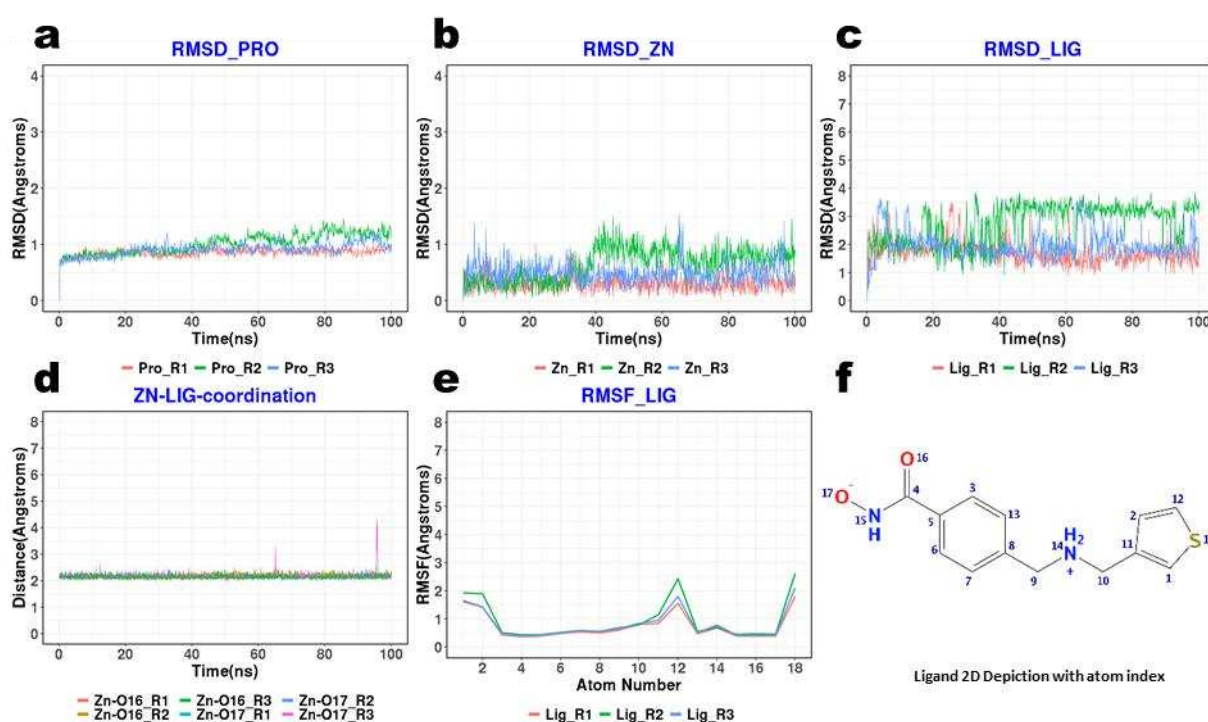 a
RMSD_PRO
RMSD(Angstroms)
4
3
2
1
0
0 20 40 60 80 100
Time(ns)
Pro_R1 Pro_R2 Pro_R3
b
RMSD_ZN
RMSD(Angstroms)
4
3
2
1
0
0 20 40 60 80 100
Time(ns)
Zn_R1 Zn_R2 Zn_R3
c
RMSD_LIG
RMSD(Angstroms)
8
7
6
5
4
3
2
1
0
0 20 40 60 80 100
Time(ns)
Lig_R1 Lig_R2 Lig_R3
d
ZN-LIG-coordination
Distance(Angstroms)
8
7
6
5
4
3
2
1
0
0 20 40 60 80 100
Time(ns)
Zn-O16_R1 Zn-O16_R3 Zn-O17_R2
Zn-O16_R2 Zn-O17_R1 Zn-O17_R3
e
RMSF_LIG
RMSF(Angstroms)
8
7
6
5
4
3
2
1
0
2 4 6 8 10 12 14 16 18
Atom Number
Lig_R1 Lig_R2 Lig_R3
f
O 16
17 O -
4
3
N 15
H
5
13
6
8
7
9
H2
14 N
+
10
11
2
12
S 1
1
Ligand 2D Depiction with atom index